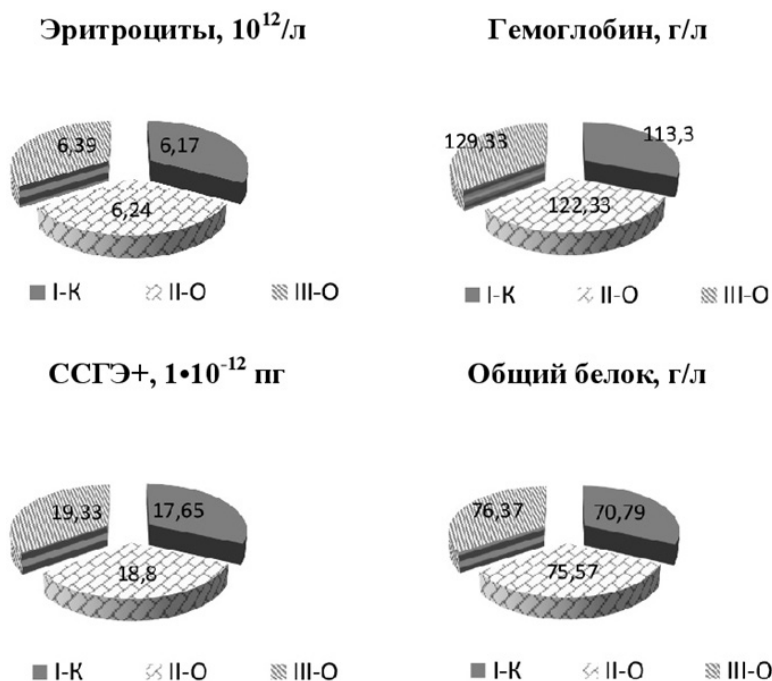 Эритроциты, 10¹²/л
6,39 6,17
6,24
I-К II-О III-О
Гемоглобин, г/л
129,33 113,3
122,33
I-К II-О III-О
ССГЭ+, 1•10⁻¹² пг
19,33 17,65
18,8
I-К II-О III-О
Общий белок, г/л
76,37 70,79
75,57
I-К II-О III-О